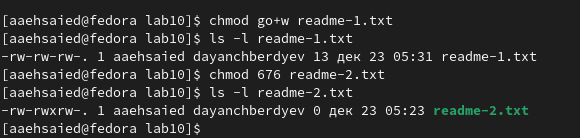 [aaehsaied@fedora lab10]$ chmod go+w readme-1.txt
[aaehsaied@fedora lab10]$ ls -l readme-1.txt
-rw-rw-rw-. 1 aaehsaied dayanchberdyev 13 дек 23 05:31 readme-1.txt
[aaehsaied@fedora lab10]$ chmod 676 readme-2.txt
[aaehsaied@fedora lab10]$ ls -l readme-2.txt
-rw-rwxrw-. 1 aaehsaied dayanchberdyev 0 дек 23 05:23 readme-2.txt
[aaehsaied@fedora lab10]$